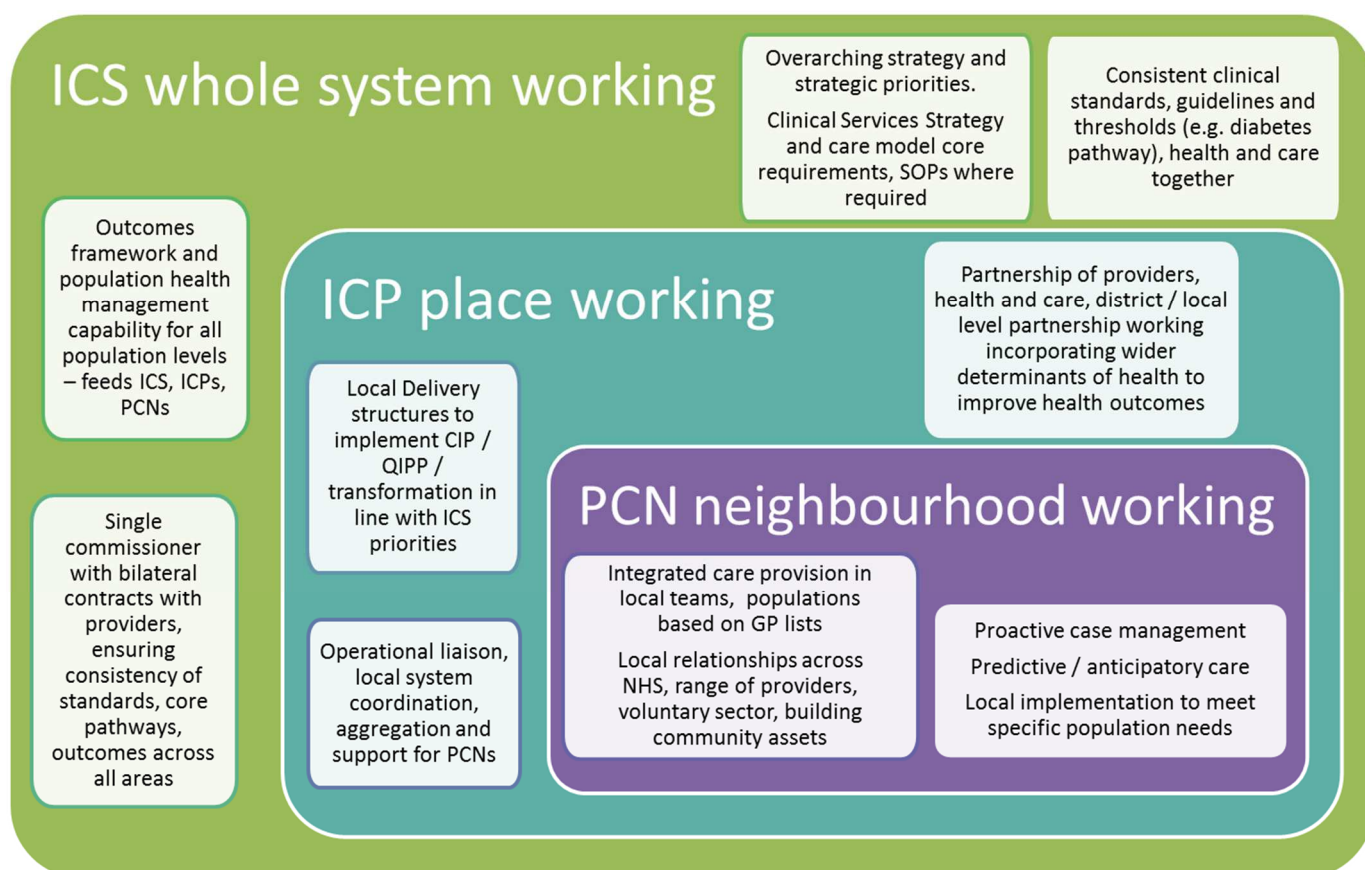 ICS whole system working
Overarching strategy and
strategic priorities.
Clinical Services Strategy
and care model core
requirements, SOPs where
required
Consistent clinical
standards, guidelines and
thresholds (e.g. diabetes
pathway), health and care
together
Outcomes
framework and
population health
management
capability for all
population levels
– feeds ICS, ICPs,
PCNs
Single
commissioner
with bilateral
contracts with
providers,
ensuring
consistency of
standards, core
pathways,
outcomes across
all areas
ICP place working
Partnership of providers,
health and care, district / local
level partnership working
incorporating wider
determinants of health to
improve health outcomes
Local Delivery
structures to
implement CIP /
QIPP /
transformation in
line with ICS
priorities
Operational liaison,
local system
coordination,
aggregation and
support for PCNs
PCN neighbourhood working
Integrated care provision in
local teams, populations
based on GP lists
Local relationships across
NHS, range of providers,
voluntary sector, building
community assets
Proactive case management
Predictive / anticipatory care
Local implementation to meet
specific population needs